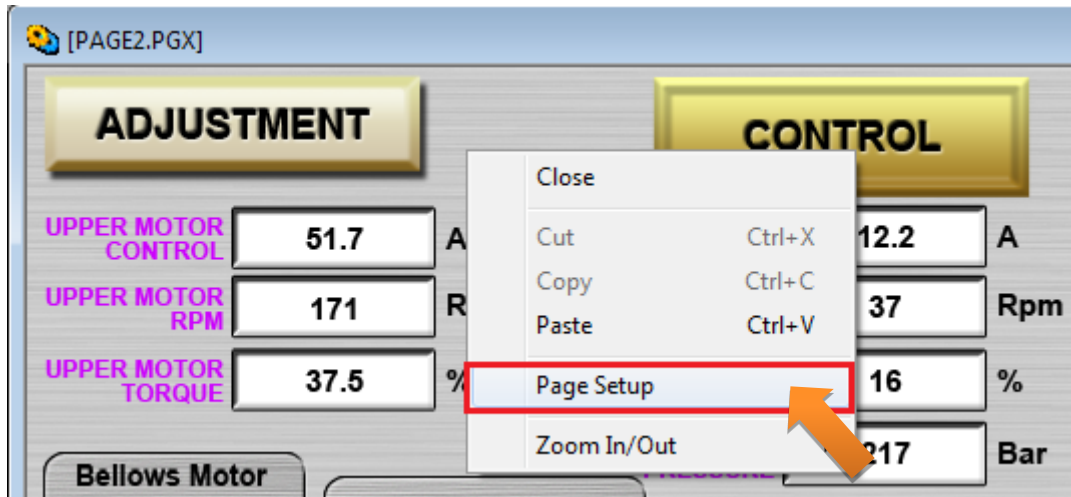 [PAGE2.PGX]
ADJUSTMENT
CONTROL
UPPER MOTOR
CONTROL
51.7
A
12.2
A
UPPER MOTOR
RPM
171
R
37
Rpm
UPPER MOTOR
TORQUE
37.5
%
16
%
217
Bar
Bellows Motor
Close
Cut Ctrl+X
Copy Ctrl+C
Paste Ctrl+V
Page Setup
Zoom In/Out